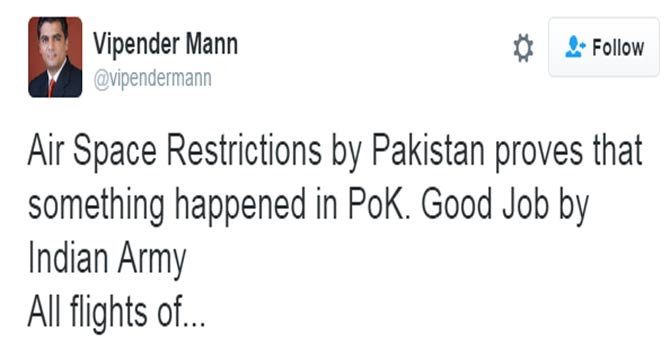 Vipender Mann
@vipendermann
Follow
Air Space Restrictions by Pakistan proves that
something happened in PoK. Good Job by
Indian Army
All flights of...